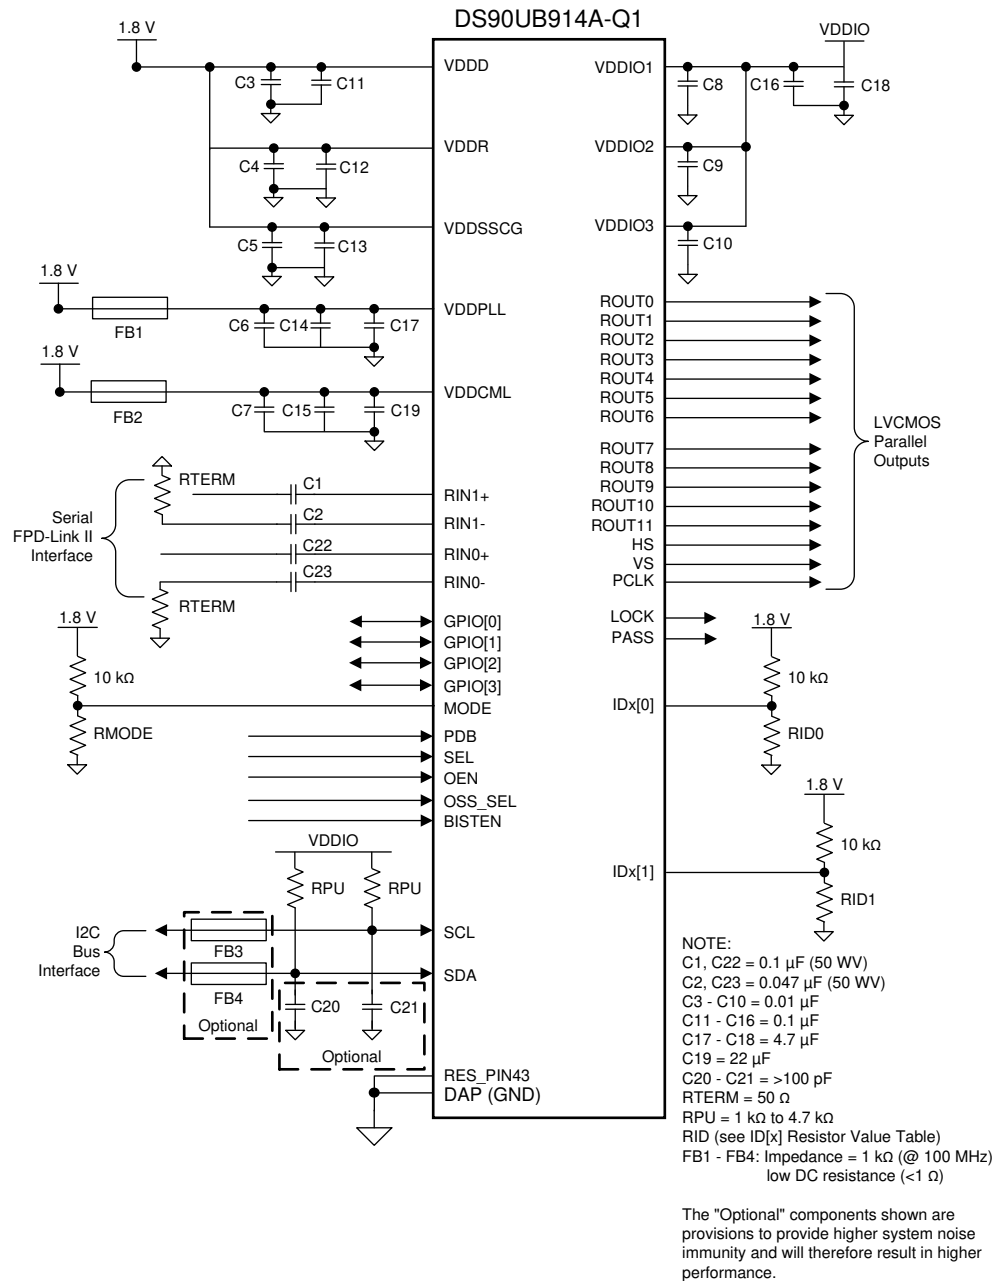 DS90UB914A-Q1
1.8 V
VDDIO
VDDD
VDDIO1
C3
C11
C8
C16
C18
VDDR
VDDIO2
C4
C12
C9
VDDSSCG
VDDIO3
C5
C13
C10
1.8 V
FB1
C6
C14
C17
VDDPLL
1.8 V
FB2
C7
C15
C19
VDDCML
ROUT0
ROUT1
ROUT2
ROUT3
ROUT4
ROUT5
ROUT6
ROUT7
ROUT8
ROUT9
ROUT10
ROUT11
HS
VS
PCLK
LVCMOS
Parallel
Outputs
Serial
FPD-Link II
Interface
RTERM
RTERM
C1
C2
C22
C23
RIN1+
RIN1-
RIN0+
RIN0-
GPIO[0]
GPIO[1]
GPIO[2]
GPIO[3]
LOCK
PASS
1.8 V
10 kΩ
RMODE
MODE
1.8 V
10 kΩ
RID0
IDx[0]
PDB
SEL
OEN
OSS_SEL
BISTEN
1.8 V
10 kΩ
RID1
IDx[1]
VDDIO
RPU
RPU
I2C
Bus
Interface
FB3
FB4
Optional
SCL
SDA
C20
C21
Optional
RES_PIN43
DAP (GND)
NOTE:
C1, C22 = 0.1 µF (50 WV)
C2, C23 = 0.047 µF (50 WV)
C3 - C10 = 0.01 µF
C11 - C16 = 0.1 µF
C17 - C18 = 4.7 µF
C19 = 22 µF
C20 - C21 = >100 pF
RTERM = 50 Ω
RPU = 1 kΩ to 4.7 kΩ
RID (see ID[x] Resistor Value Table)
FB1 - FB4: Impedance = 1 kΩ (@ 100 MHz)
low DC resistance (<1 Ω)
The "Optional" components shown are
provisions to provide higher system noise
immunity and will therefore result in higher
performance.